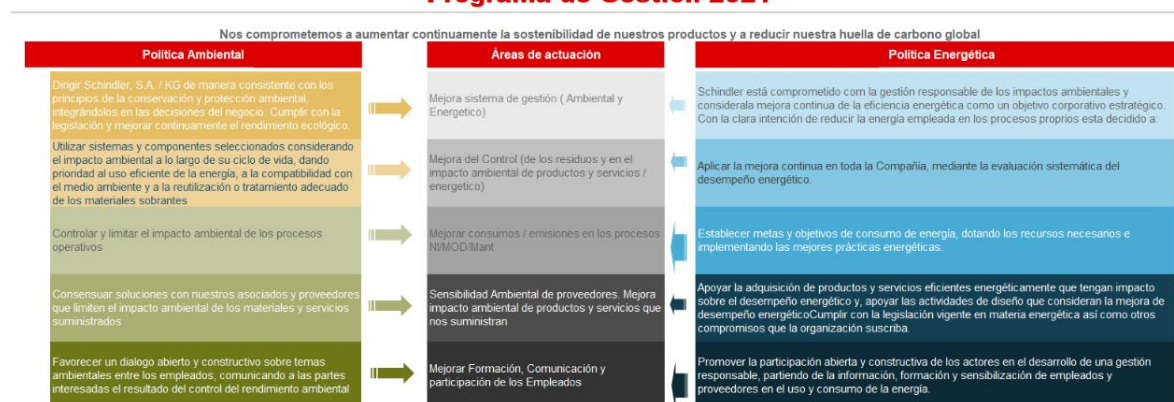 Programa de Gestión 2021
Nos comprometemos a aumentar continuamente la sostenibilidad de nuestros productos y a reducir nuestra huella de carbono global
Política Ambiental
Áreas de actuación
Política Energética
Dirigir Schindler, S.A. / KG de manera consistente con los
principios de la conservación y protección ambiental,
integrándolos en las decisiones del negocio. Cumplir con la
legislación y mejorar continuamente el rendimiento ecológico.
Mejora sistema de gestión ( Ambiental y
Energetico)
Schindler está comprometido com la gestión responsable de los impactos ambientales y
considerala mejora continua de la eficiencia energética como un objetivo corporativo estratégico.
Con la clara intención de reducir la energía empleada en los procesos propios esta decidido a:
Utilizar sistemas y componentes seleccionados considerando
el impacto ambiental a lo largo de su ciclo de vida, dando
prioridad al uso eficiente de la energía, a la compatibilidad con
el medio ambiente y a la reutilización o tratamiento adecuado
de los materiales sobrantes
Mejora del Control (de los residuos y en el
impacto ambiental de productos y servicios /
energetico)
Aplicar la mejora continua en toda la Compañía, mediante la evaluación sistemática del
desempeño energético.
Controlar y limitar el impacto ambiental de los procesos
operativos
Mejorar consumos / emisiones en los procesos
NI/MOD/Mant
Establecer metas y objetivos de consumo de energía, dotando los recursos necesarios e
implementando las mejores prácticas energéticas.
Consensuar soluciones con nuestros asociados y proveedores
que limiten el impacto ambiental de los materiales y servicios
suministrados
Sensibilidad Ambiental de proveedores. Mejora
impacto ambiental de productos y servicios que
nos suministran
Apoyar la adquisición de productos y servicios eficientes energéticamente que tengan impacto
sobre el desempeño energético y, apoyar las actividades de diseño que consideran la mejora de
desempeño energéticoCumplir con la legislación vigente en materia energética así como otros
compromisos que la organización suscriba.
Favorecer un dialogo abierto y constructivo sobre temas
ambientales entre los empleados, comunicando a las partes
interesadas el resultado del control del rendimiento ambiental
Mejorar Formación, Comunicación y
participación de los Empleados
Promover la participación abierta y constructiva de los actores en el desarrollo de una gestión
responsable, partiendo de la información, formación y sensibilización de empleados y
proveedores en el uso y consumo de la energía.